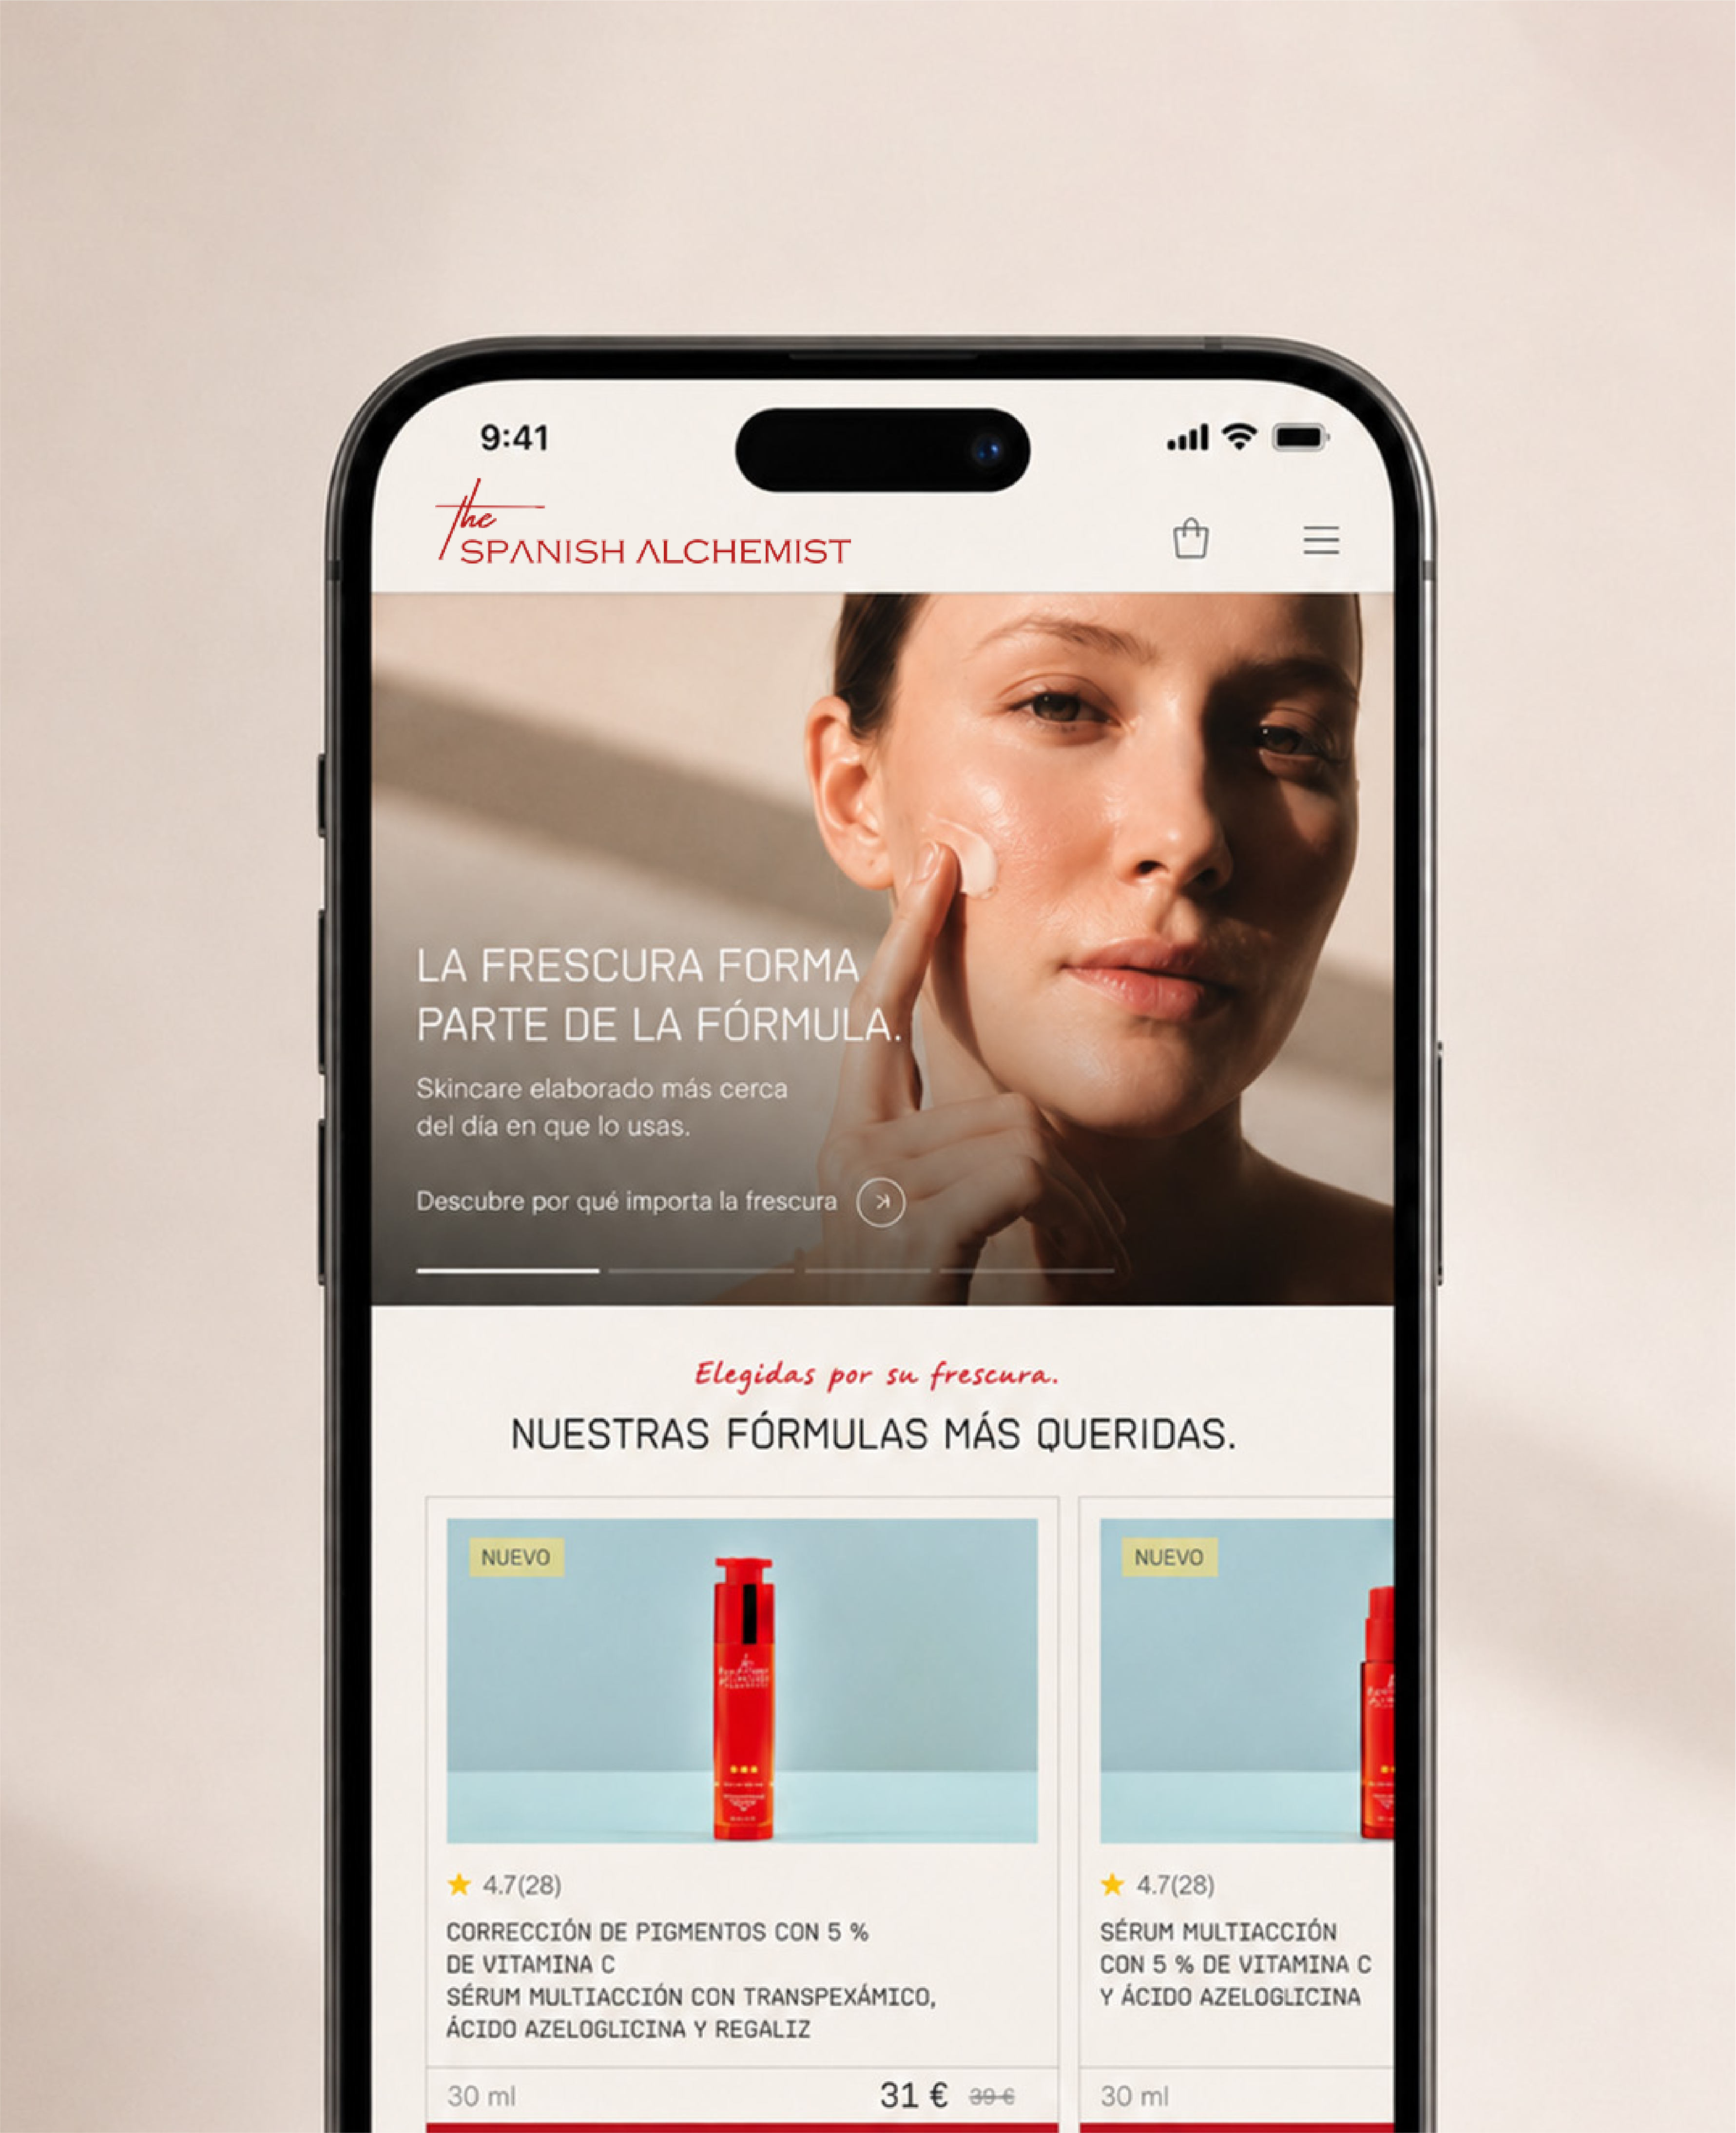 9:41
the
SPANISH ALCHEMIST
LA FRESCURA FORMA
PARTE DE LA FÓRMULA.
Skincare elaborado más cerca
del día en que lo usas.
Descubre por qué importa la frescura
Elegidas por su frescura.
NUESTRAS FÓRMULAS MÁS QUERIDAS.
NUEVO
4.7(28)
CORRECCIÓN DE PIGMENTOS CON 5 %
DE VITAMINA C
SÉRUM MULTIACCIÓN CON TRANSPEXÁMICO,
ÁCIDO AZELOGLICINA Y REGALIZ
30 ml
31 € 39 €
NUEVO
4.7(28)
SÉRUM MULTIACCIÓN
CON 5 % DE VITAMINA C
Y ÁCIDO AZELOGLICINA
30 ml